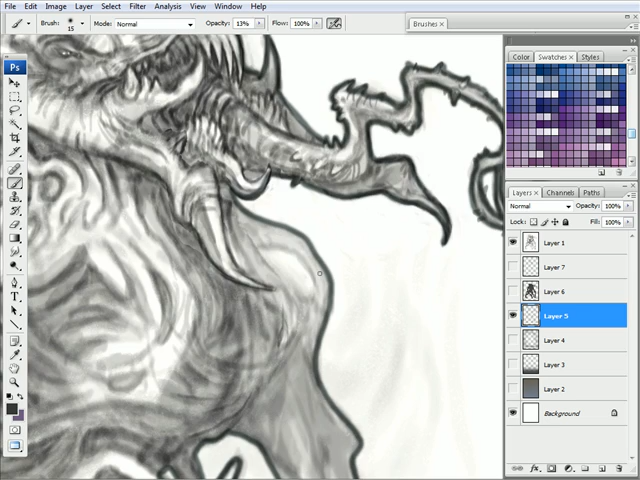 File Edit Image Layer Select Filter Analysis View Window Help
Brush: 15 Mode: Normal Opacity: 13% Flow: 100% Brushes ×
Ps
Color Swatches × Styles
Layers × Channels Paths
Normal Opacity: 100%
Lock: Fill: 100%
Layer 1
Layer 7
Layer 6
Layer 5
Layer 4
Layer 3
Layer 2
Background
T
fx